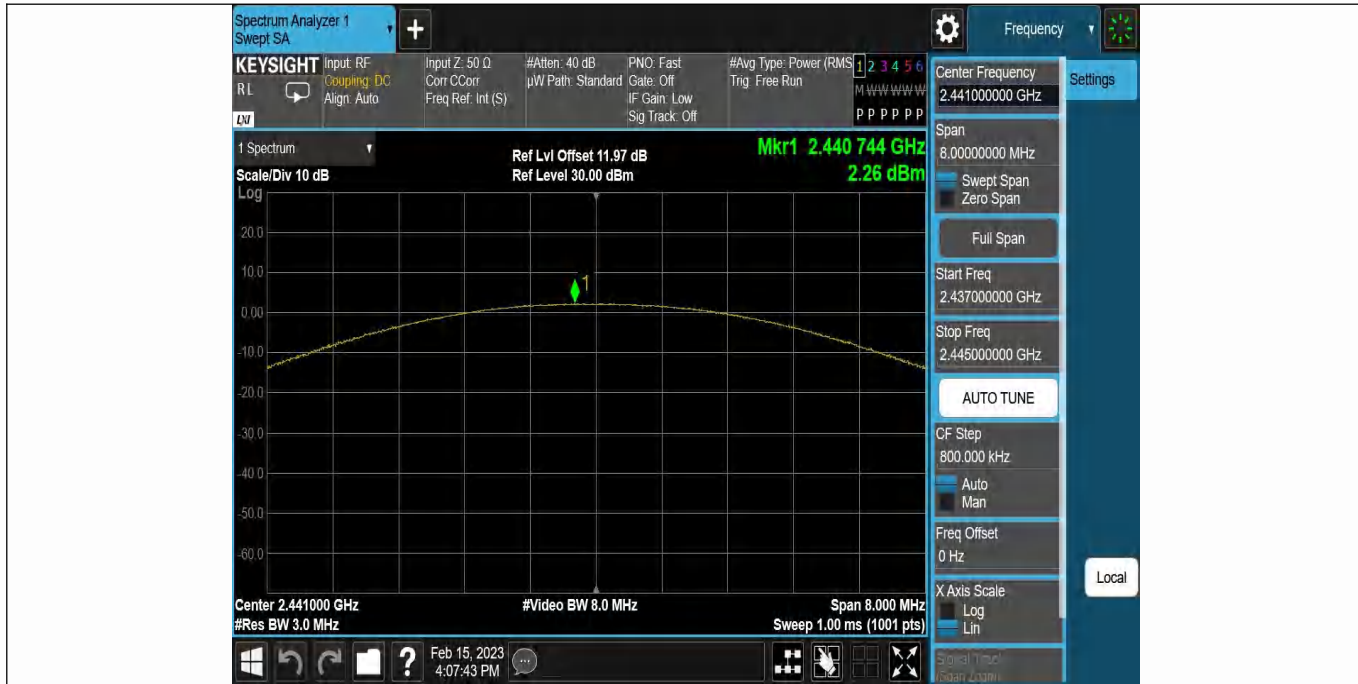 Spectrum Analyzer 1
Swept SA
+
Frequency
KEYSIGHT
RL
LXI
Input: RF
Coupling: DC
Align: Auto
Input Z: 50 Ω
Corr CCorr
Freq Ref: Int (S)
#Atten: 40 dB
µW Path: Standard
PNO: Fast
Gate: Off
IF Gain: Low
Sig Track: Off
#Avg Type: Power (RMS
Trig: Free Run
1 2 3 4 5 6
M W W W W W
P P P P P P
1 Spectrum
Scale/Div 10 dB
Log
Ref Lvl Offset 11.97 dB
Ref Level 30.00 dBm
Mkr1 2.440 744 GHz
2.26 dBm
20.0
10.0
0.00
-10.0
-20.0
-30.0
-40.0
-50.0
-60.0
1
Center 2.441000 GHz
#Res BW 3.0 MHz
#Video BW 8.0 MHz
Span 8.000 MHz
Sweep 1.00 ms (1001 pts)
Center Frequency
2.441000000 GHz
Settings
Span
8.00000000 MHz
Swept Span
Zero Span
Full Span
Start Freq
2.437000000 GHz
Stop Freq
2.445000000 GHz
AUTO TUNE
CF Step
800.000 kHz
Auto
Man
Freq Offset
0 Hz
X Axis Scale
Log
Lin
Local
?
Feb 15, 2023
4:07:43 PM